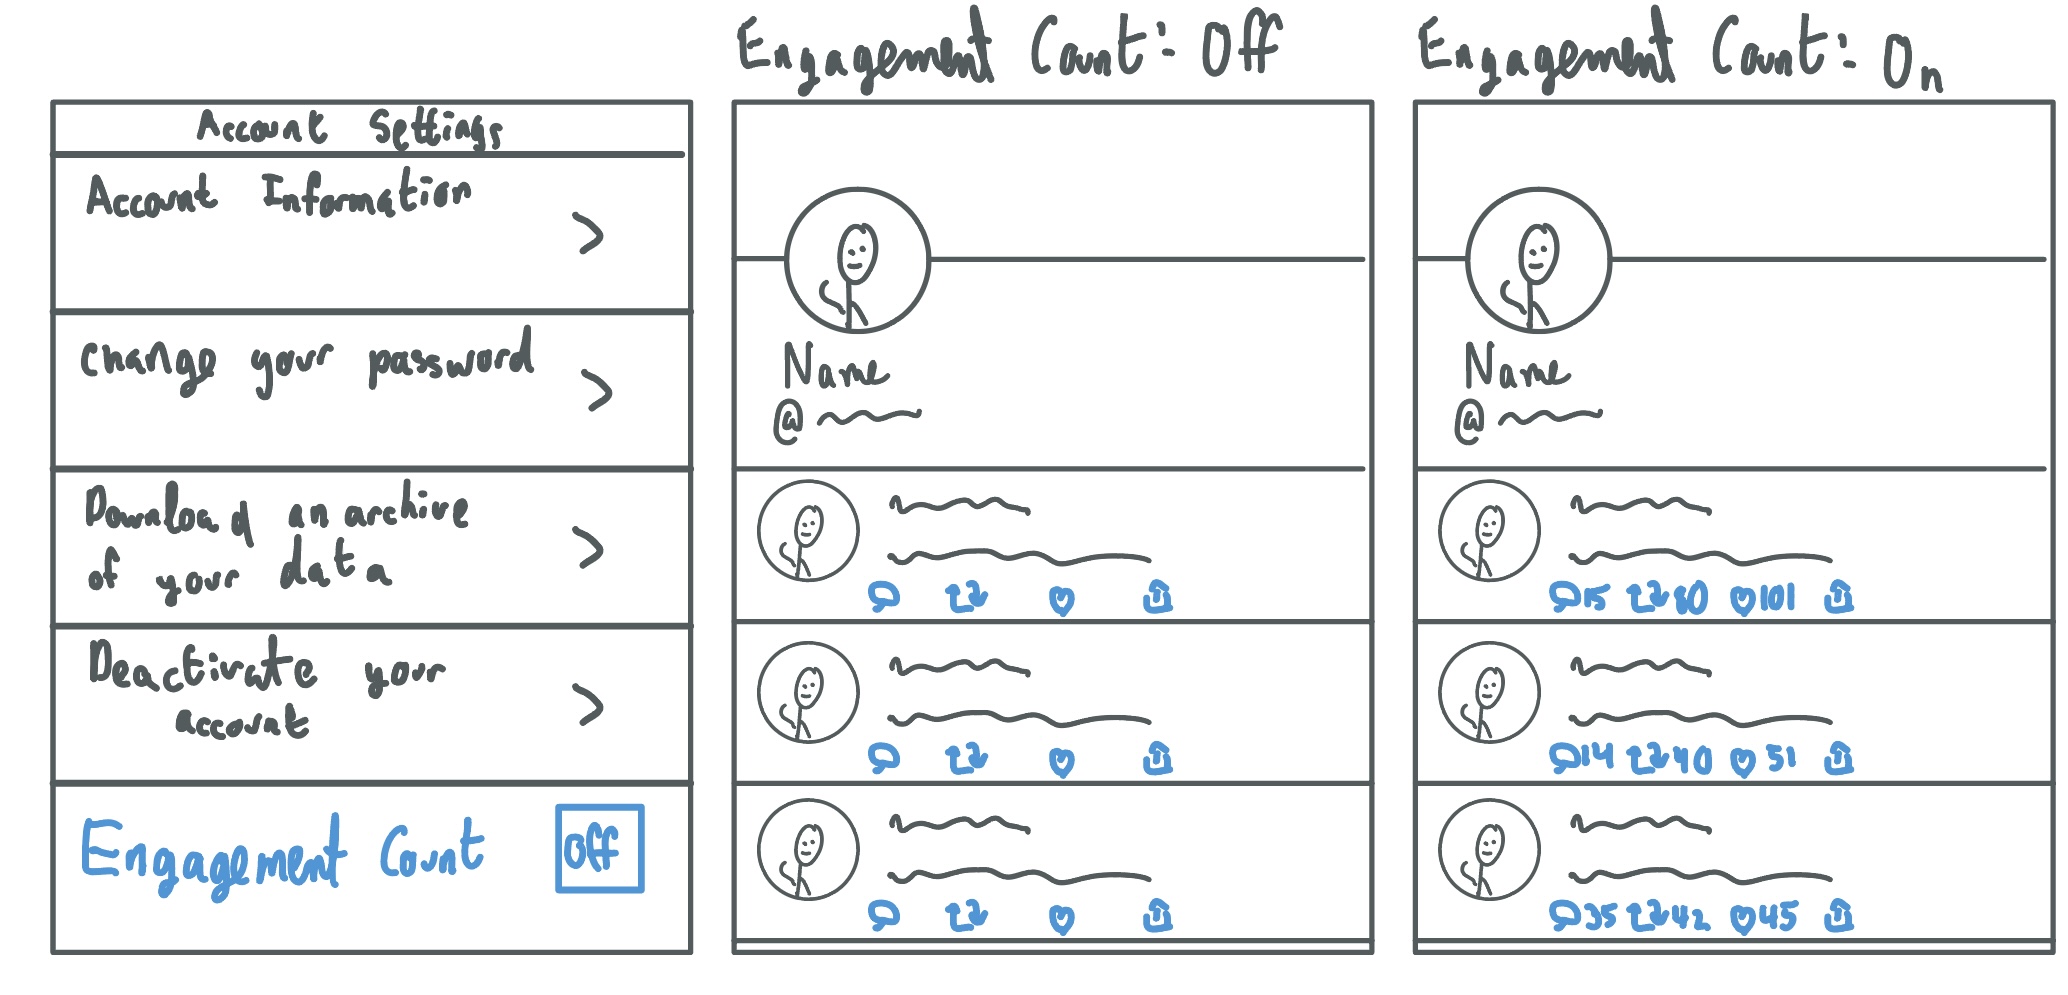 Account Settings
Account Information
>
Change your password
>
Download an archive
of your data
>
Deactivate your
account
>
Engagement Count Off
Engagement Count: Off
Name
@
Engagement Count: On
Name
@
15 80 101
14 40 51
35 42 45